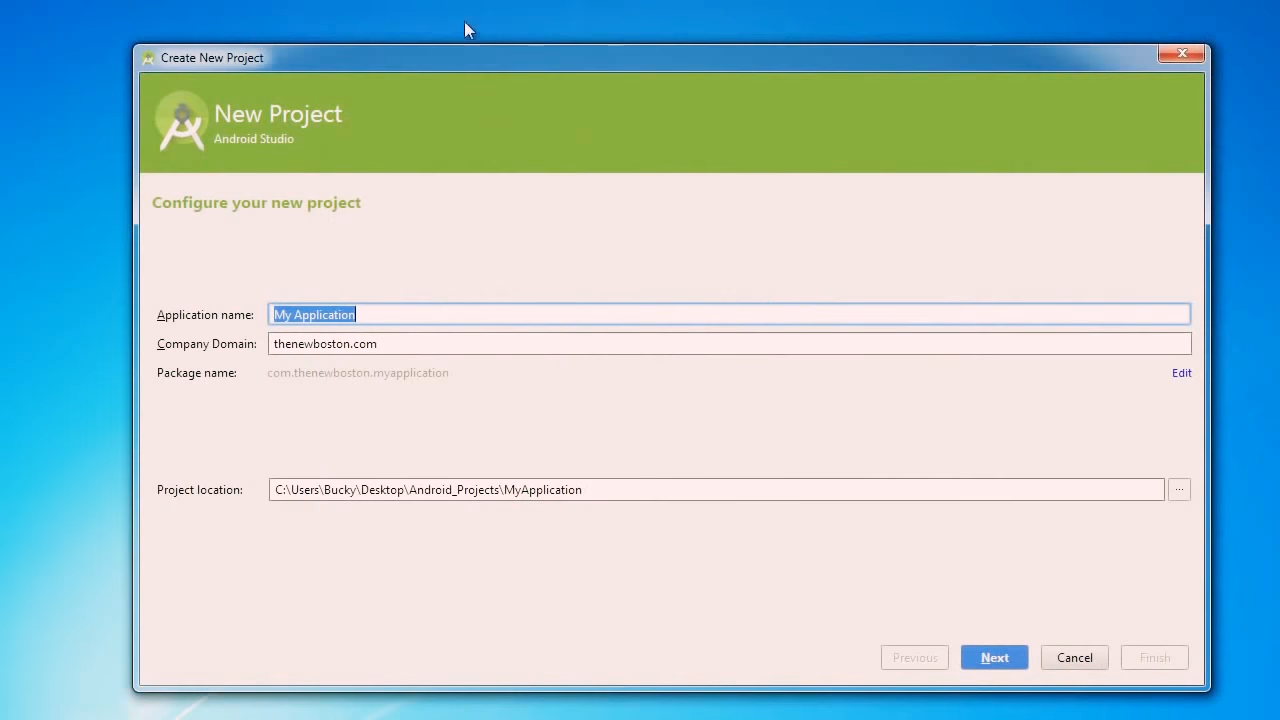 Create New Project
New Project
Android Studio
Configure your new project
Application name: My Application
Company Domain: thenewboston.com
Package name: com.thenewboston.myapplication Edit
Project location: C:\Users\Bucky\Desktop\Android_Projects\MyApplication ...
Previous Next Cancel Finish